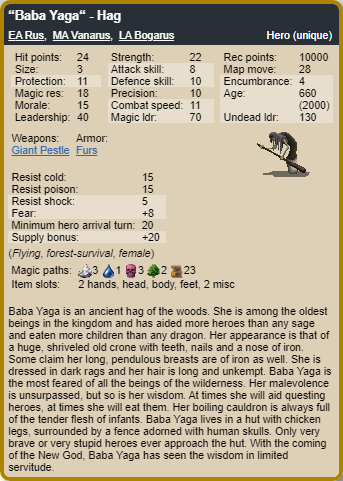 “Baba Yaga“ - Hag
EA Rus, MA Vanarus, LA Bogarus Hero (unique)
Hit points: 24 Strength: 22 Rec points: 10000
Size: 3 Attack skill: 8 Map move: 28
Protection: 11 Defence skill: 10 Encumbrance: 4
Magic res: 18 Precision: 10 Age: 660
Morale: 15 Combat speed: 11 (2000)
Leadership: 40 Magic ldr: 70 Undead ldr: 130
Weapons: Armor:
Giant Pestle Furs
Resist cold: 15
Resist poison: 15
Resist shock: 5
Fear: +8
Minimum hero arrival turn: 20
Supply bonus: +20
(Flying, forest-survival, female)
Magic paths: 3 1 3 2 23
Item slots: 2 hands, head, body, feet, 2 misc
Baba Yaga is an ancient hag of the woods. She is among the oldest
beings in the kingdom and has aided more heroes than any sage
and eaten more children than any dragon. Her appearance is that of
a huge, shriveled old crone with teeth, nails and a nose of iron.
Some claim her long, pendulous breasts are of iron as well. She is
dressed in dark rags and her hair is long and unkempt. Baba Yaga is
the most feared of all the beings of the wilderness. Her malevolence
is unsurpassed, but so is her wisdom. At times she will aid questing
heroes, at times she will eat them. Her boiling cauldron is always full
of the tender flesh of infants. Baba Yaga lives in a hut with chicken
legs, surrounded by a fence adorned with human skulls. Only very
brave or very stupid heroes ever approach the hut. With the coming
of the New God, Baba Yaga has seen the wisdom in limited
servitude.